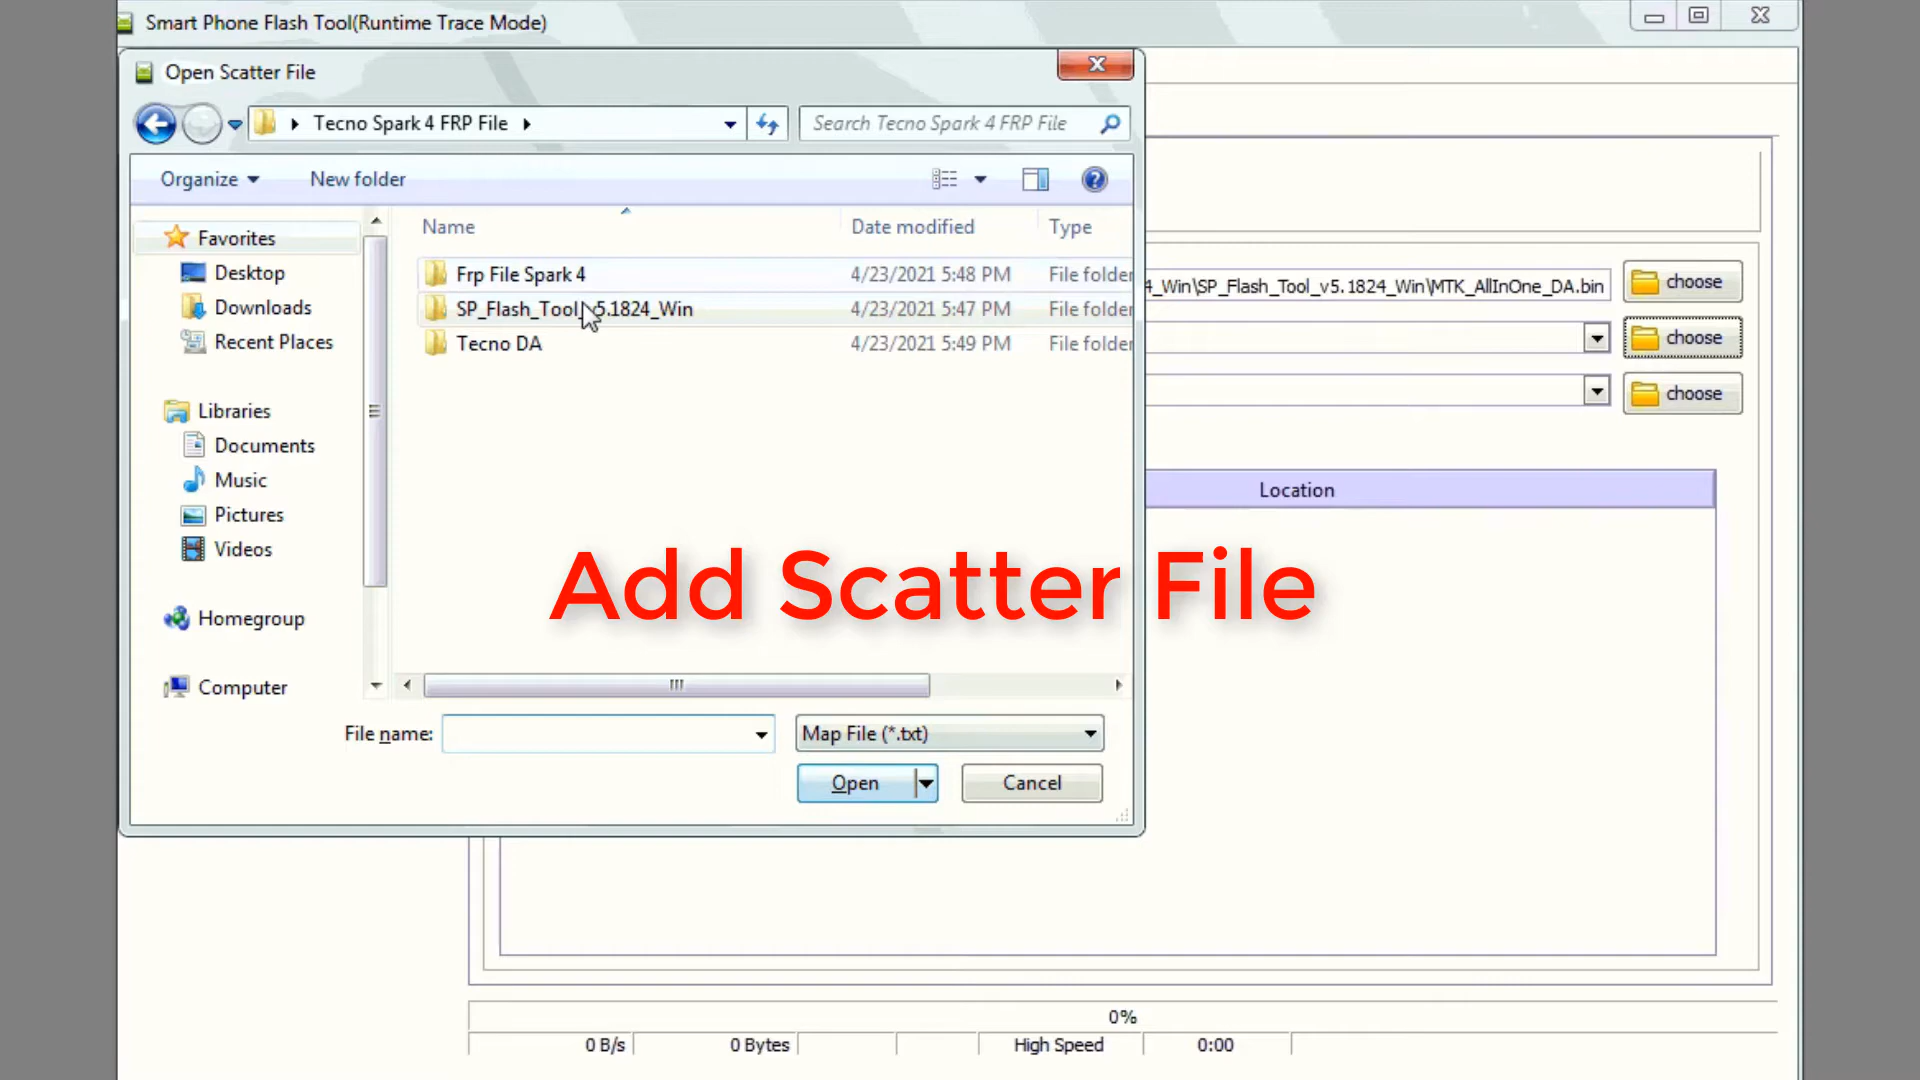 Smart Phone Flash Tool(Runtime Trace Mode)
Open Scatter File
Tecno Spark 4 FRP File
Search Tecno Spark 4 FRP File
Organize
New folder
Name
Date modified
Type
Favorites
Desktop
Downloads
Recent Places
Libraries
Documents
Music
Pictures
Videos
Homegroup
Computer
Frp File Spark 4 4/23/2021 5:48 PM File folder
SP_Flash_Tool_v5.1824_Win 4/23/2021 5:47 PM File folder
Tecno DA 4/23/2021 5:49 PM File folder
4_Win\SP_Flash_Tool_v5.1824_Win\MTK_AllInOne_DA.bin
choose
choose
choose
Location
Add Scatter File
File name:
Map File (*.txt)
Open
Cancel
0%
0 B/s
0 Bytes
High Speed
0:00